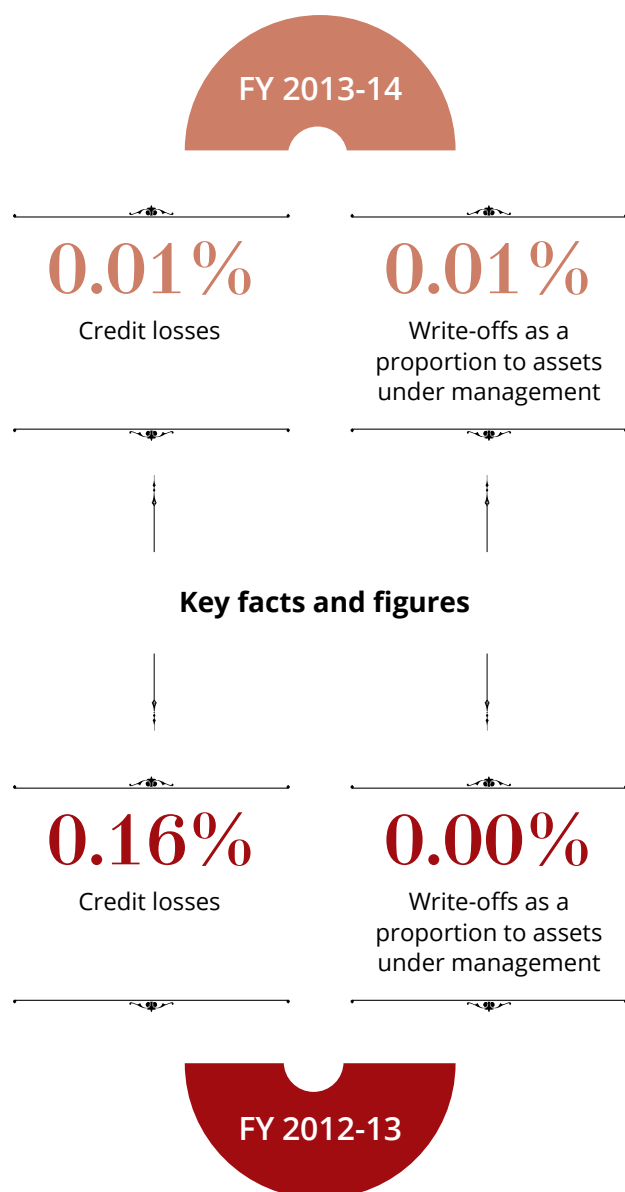 FY 2013-14
0.01%
Credit losses
0.01%
Write-offs as a
proportion to assets
under management
Key facts and figures
0.16%
Credit losses
0.00%
Write-offs as a
proportion to assets
under management
FY 2012-13